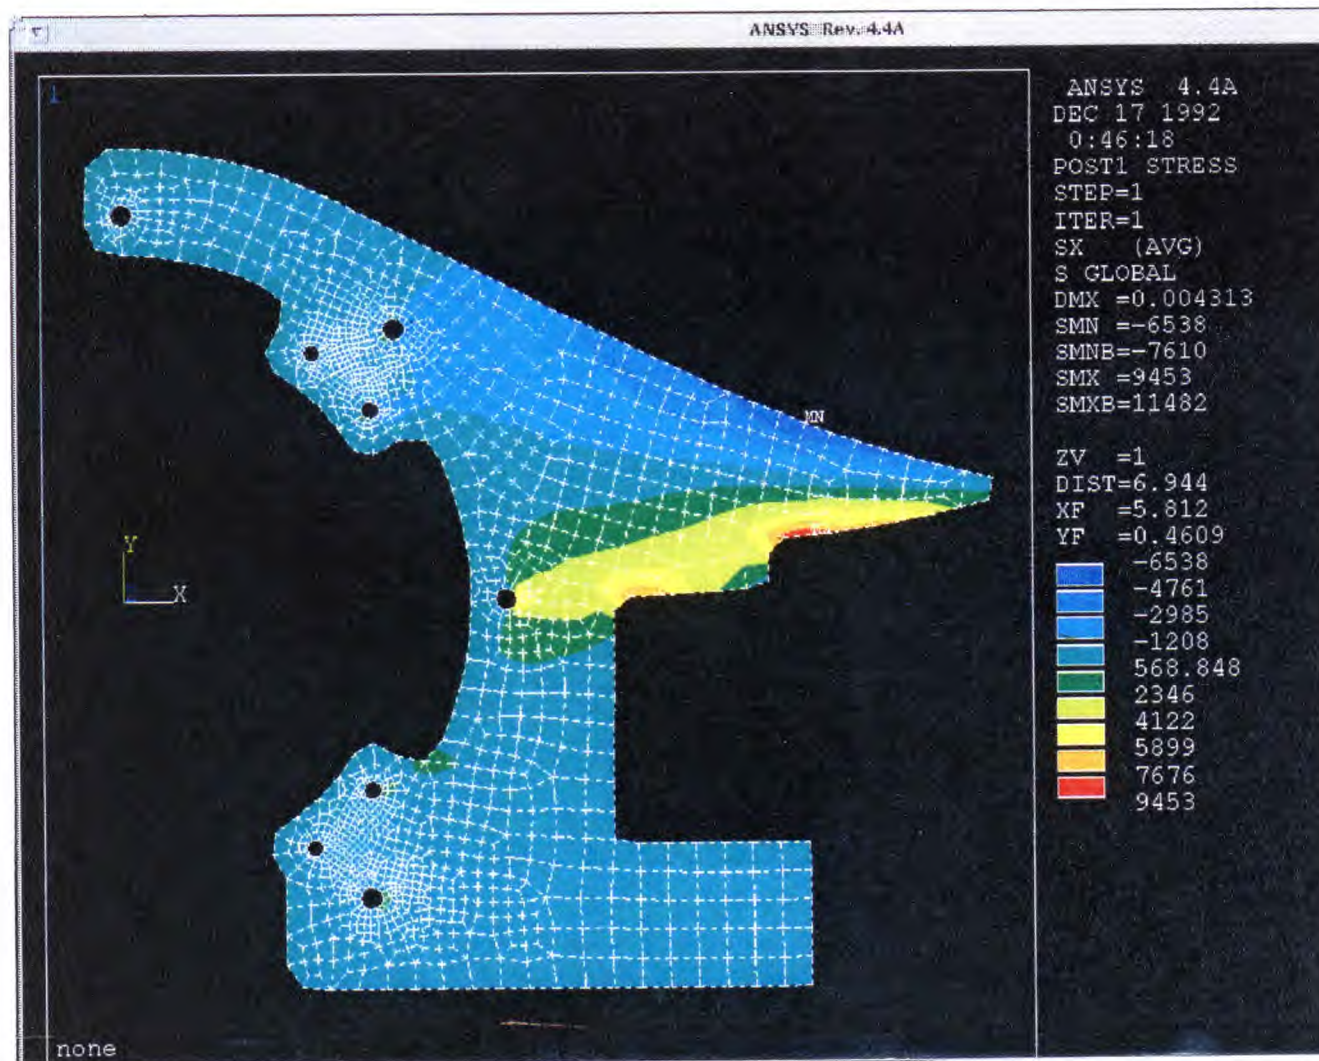 ANSYS Rev. 4.4A
1
ANSYS 4.4A
DEC 17 1992
0:46:18
POST1 STRESS
STEP=1
ITER=1
SX (AVG)
S GLOBAL
DMX =0.004313
SMN =-6538
SMNB=-7610
SMX =9453
SMXB=11482
ZV =1
DIST=6.944
XF =5.812
YF =0.4609
-6538
-4761
-2985
-1208
568.848
2346
4122
5899
7676
9453
MN
Y
X
none